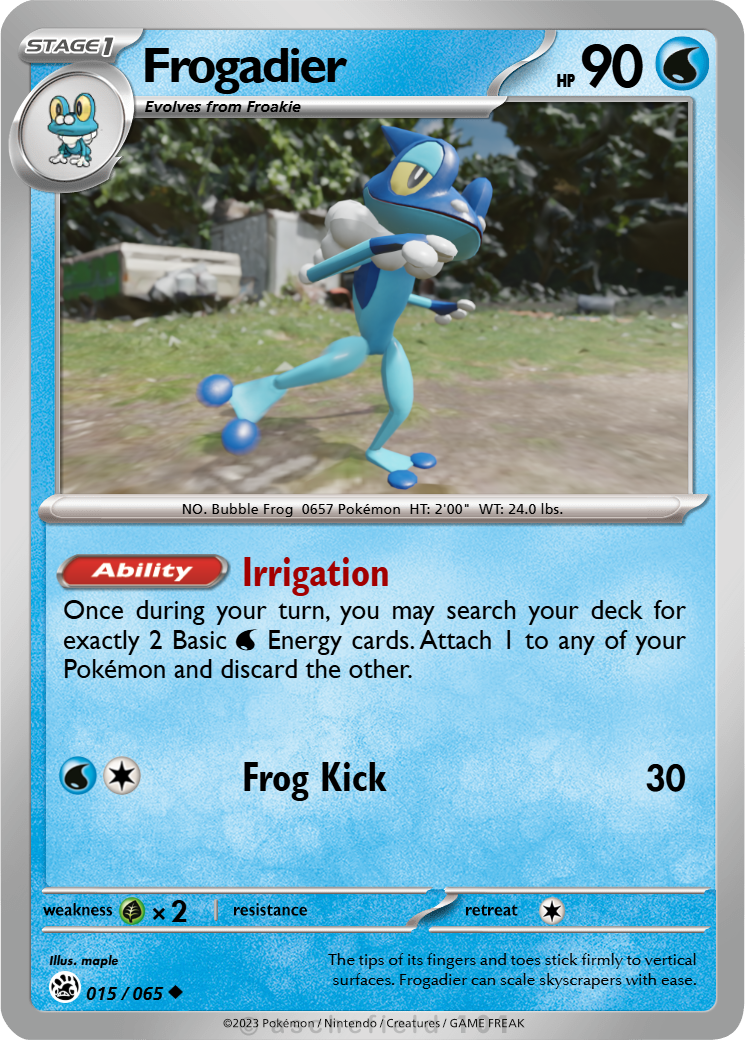 STAGE1
Frogadier
HP 90
Evolves from Froakie
NO. Bubble Frog 0657 Pokémon HT: 2'00" WT: 24.0 lbs.
Ability Irrigation
Once during your turn, you may search your deck for
exactly 2 Basic Energy cards. Attach 1 to any of your
Pokémon and discard the other.
Frog Kick 30
weakness ×2 resistance retreat
Illus. maple
The tips of its fingers and toes stick firmly to vertical
surfaces. Frogadier can scale skyscrapers with ease.
015 / 065
©2023 Pokémon / Nintendo / Creatures / GAME FREAK